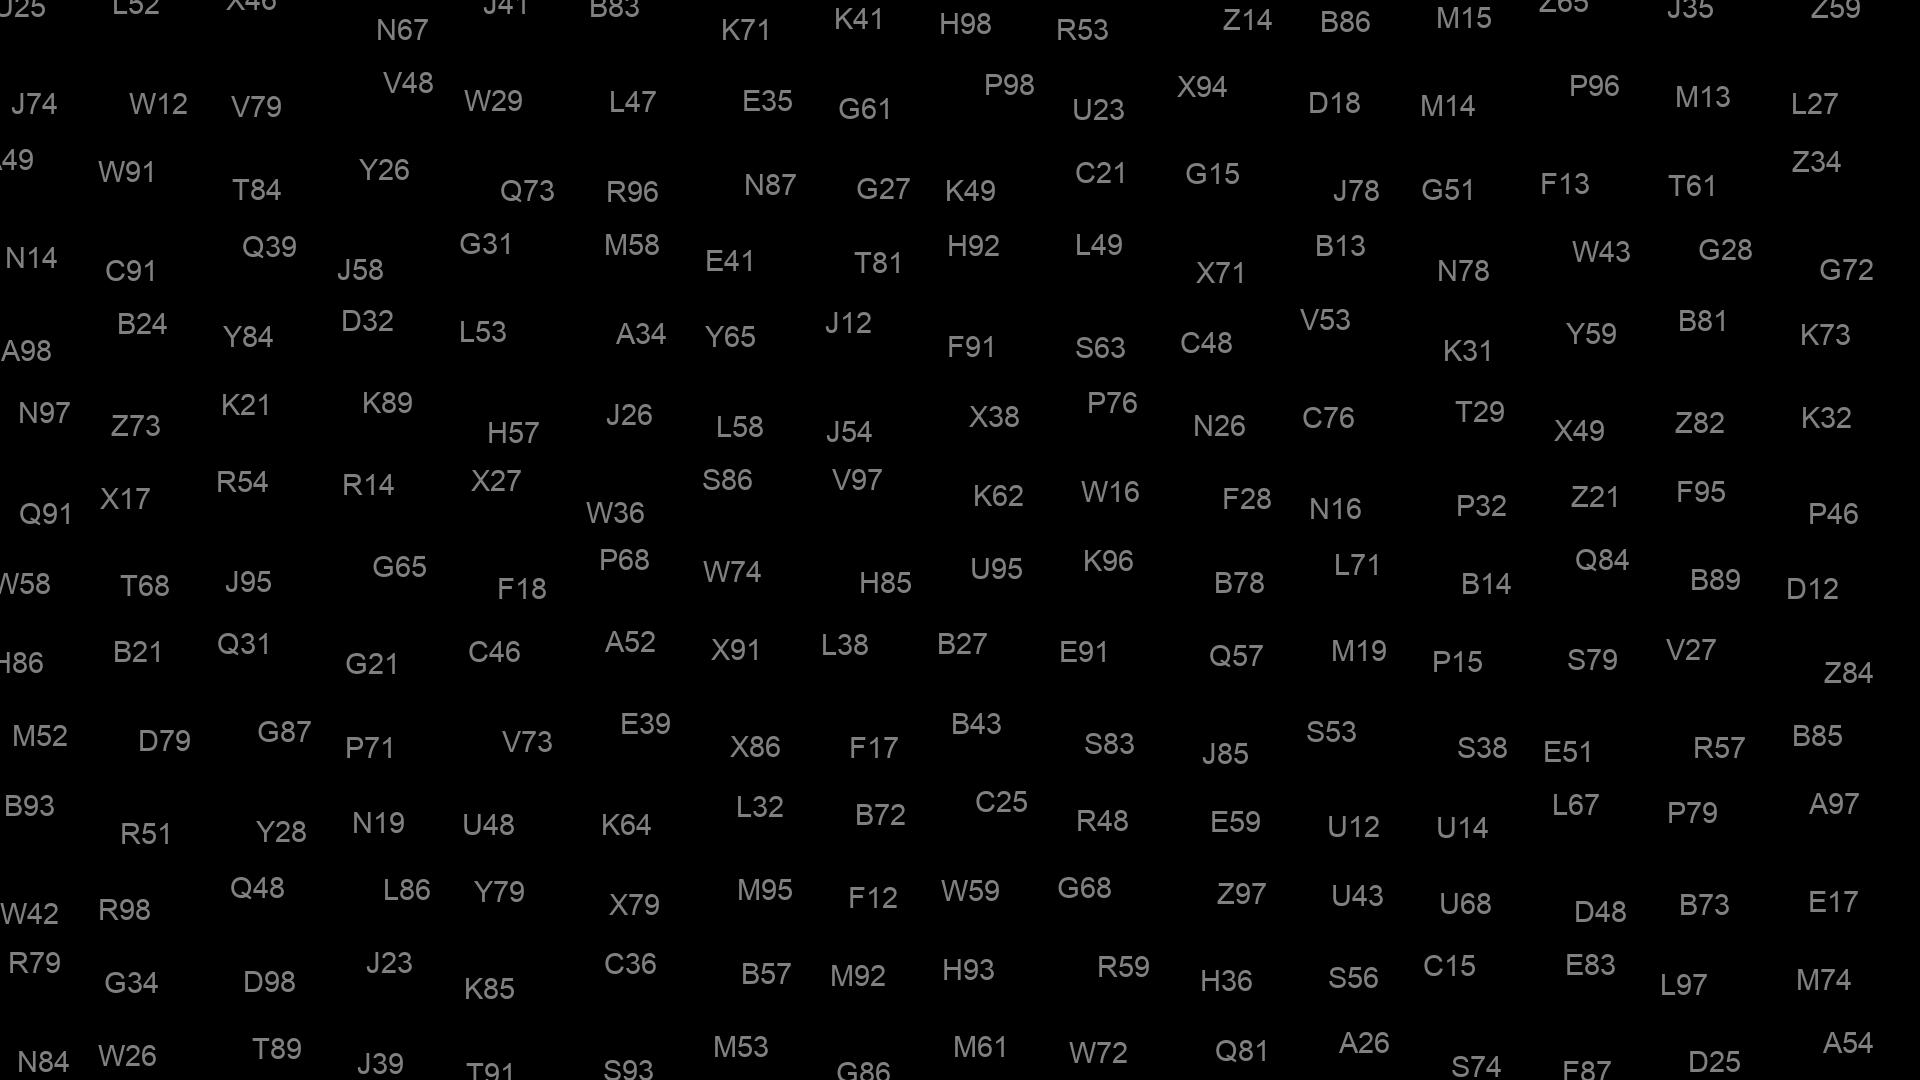 U25 L52 X46 N67 J41 B83 K71 K41 H98 R53 Z14 B86 M15 Z65 J35 Z59
J74 W12 V79 V48 W29 L47 E35 G61 P98 U23 X94 D18 M14 P96 M13 L27
49 W91 T84 Y26 Q73 R96 N87 G27 K49 C21 G15 J78 G51 F13 T61 Z34
N14 C91 Q39 J58 G31 M58 E41 T81 H92 L49 X71 B13 N78 W43 G28 G72
A98 B24 Y84 D32 L53 A34 Y65 J12 F91 S63 C48 V53 K31 Y59 B81 K73
N97 Z73 K21 K89 H57 J26 L58 J54 X38 P76 N26 C76 T29 X49 Z82 K32
Q91 X17 R54 R14 X27 W36 S86 V97 K62 W16 F28 N16 P32 Z21 F95 P46
W58 T68 J95 G65 F18 P68 W74 H85 U95 K96 B78 L71 B14 Q84 B89 D12
H86 B21 Q31 G21 C46 A52 X91 L38 B27 E91 Q57 M19 P15 S79 V27 Z84
M52 D79 G87 P71 V73 E39 X86 F17 B43 S83 J85 S53 S38 E51 R57 B85
B93 R51 Y28 N19 U48 K64 L32 B72 C25 R48 E59 U12 U14 L67 P79 A97
W42 R98 Q48 L86 Y79 X79 M95 F12 W59 G68 Z97 U43 U68 D48 B73 E17
R79 G34 D98 J23 K85 C36 B57 M92 H93 R59 H36 S56 C15 E83 L97 M74
N84 W26 T89 J39 T91 S93 M53 G86 M61 W72 Q81 A26 S74 F87 D25 A54